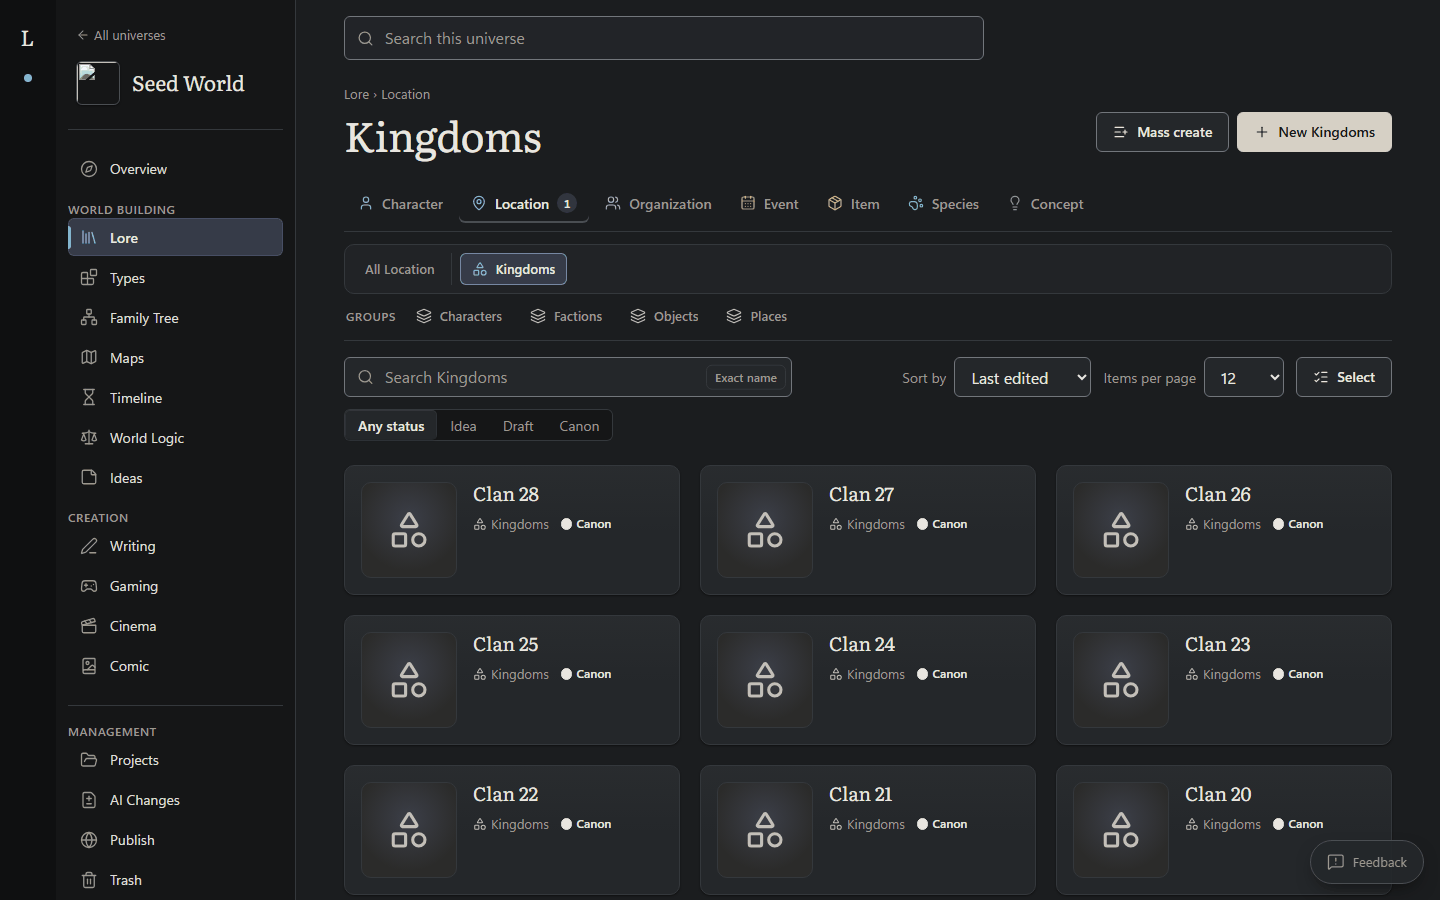 L
← All universes
Seed World
Overview
WORLD BUILDING
Lore
Types
Family Tree
Maps
Timeline
World Logic
Ideas
CREATION
Writing
Gaming
Cinema
Comic
MANAGEMENT
Projects
AI Changes
Publish
Trash
Search this universe
Lore › Location
Kingdoms
Mass create
New Kingdoms
Character
Location 1
Organization
Event
Item
Species
Concept
All Location
Kingdoms
GROUPS
Characters
Factions
Objects
Places
Search Kingdoms
Exact name
Sort by
Last edited
Items per page
12
Select
Any status
Idea
Draft
Canon
Clan 28
Kingdoms Canon
Clan 27
Kingdoms Canon
Clan 26
Kingdoms Canon
Clan 25
Kingdoms Canon
Clan 24
Kingdoms Canon
Clan 23
Kingdoms Canon
Clan 22
Kingdoms Canon
Clan 21
Kingdoms Canon
Clan 20
Kingdoms Canon
Feedback